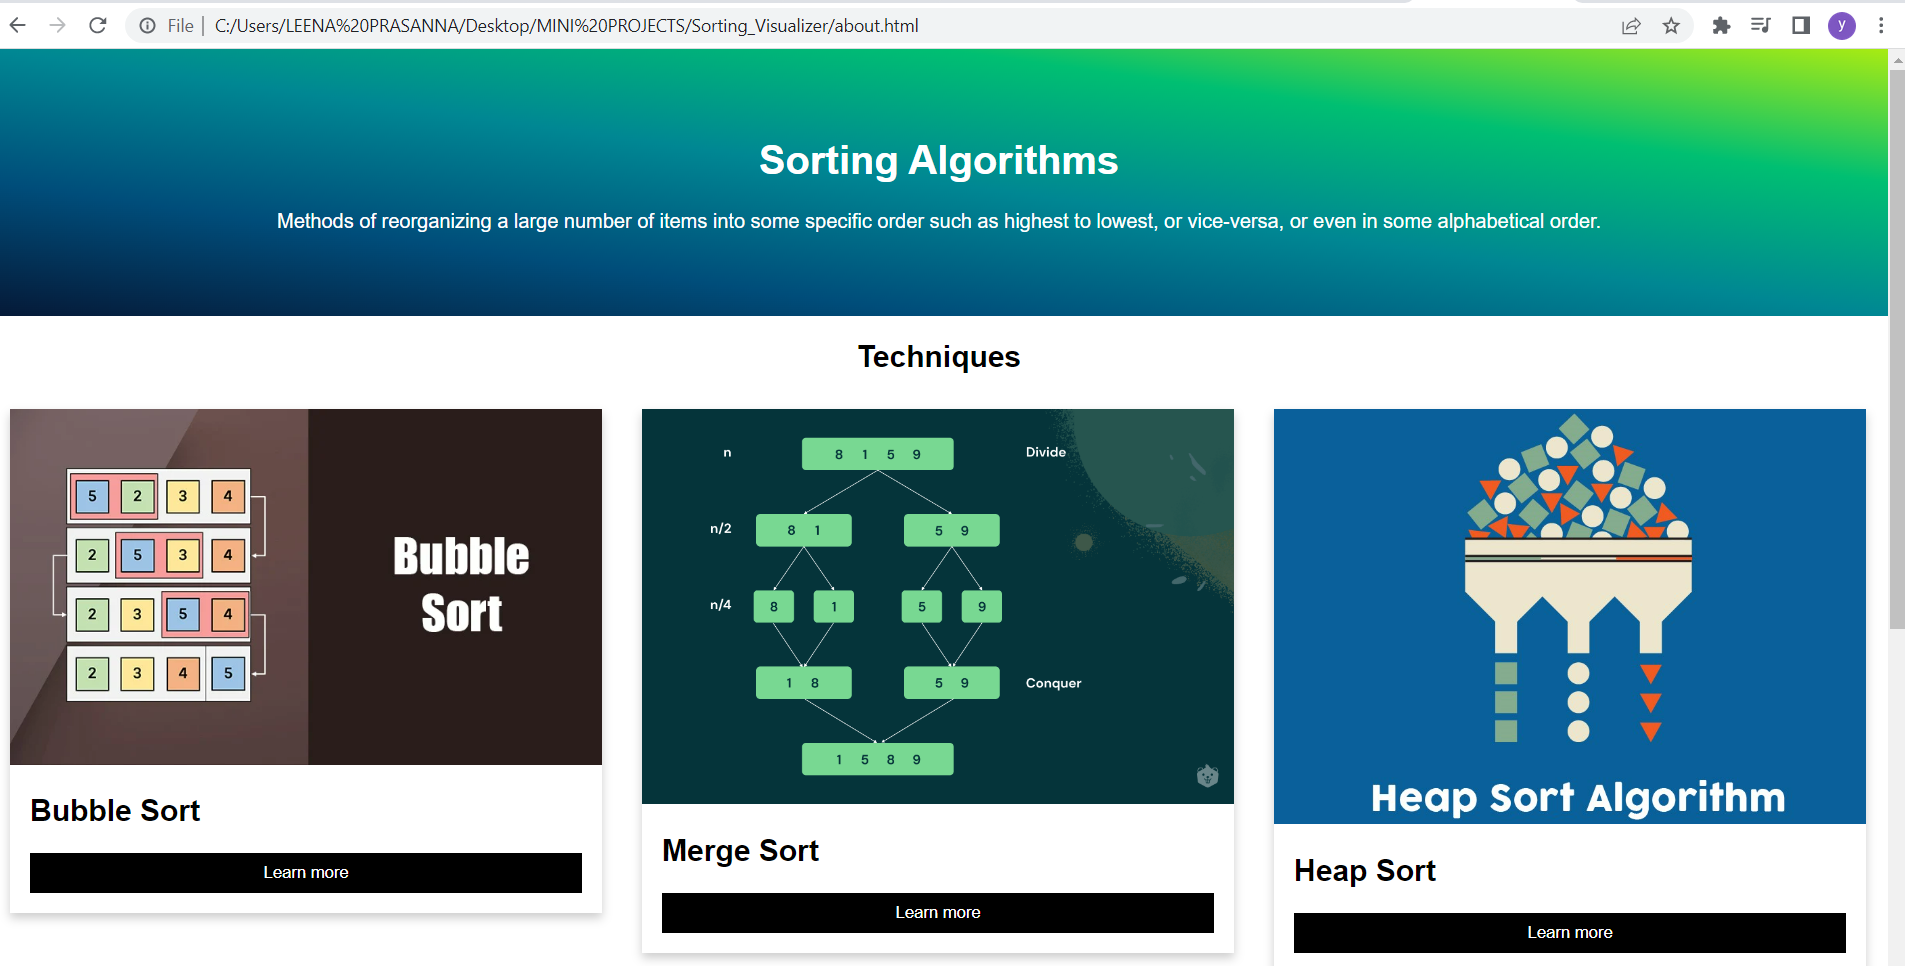 File | C:/Users/LEENA%20PRASANNA/Desktop/MINI%20PROJECTS/Sorting_Visualizer/about.html
y
Sorting Algorithms
Methods of reorganizing a large number of items into some specific order such as highest to lowest, or vice-versa, or even in some alphabetical order.
Techniques
5 2 3 4
2 5 3 4
2 3 5 4
2 3 4 5
Bubble
Sort
Bubble Sort
Learn more
n 8 1 5 9 Divide
n/2 8 1 5 9
n/4 8 1 5 9
1 8 5 9 Conquer
1 5 8 9
Merge Sort
Learn more
Heap Sort Algorithm
Heap Sort
Learn more